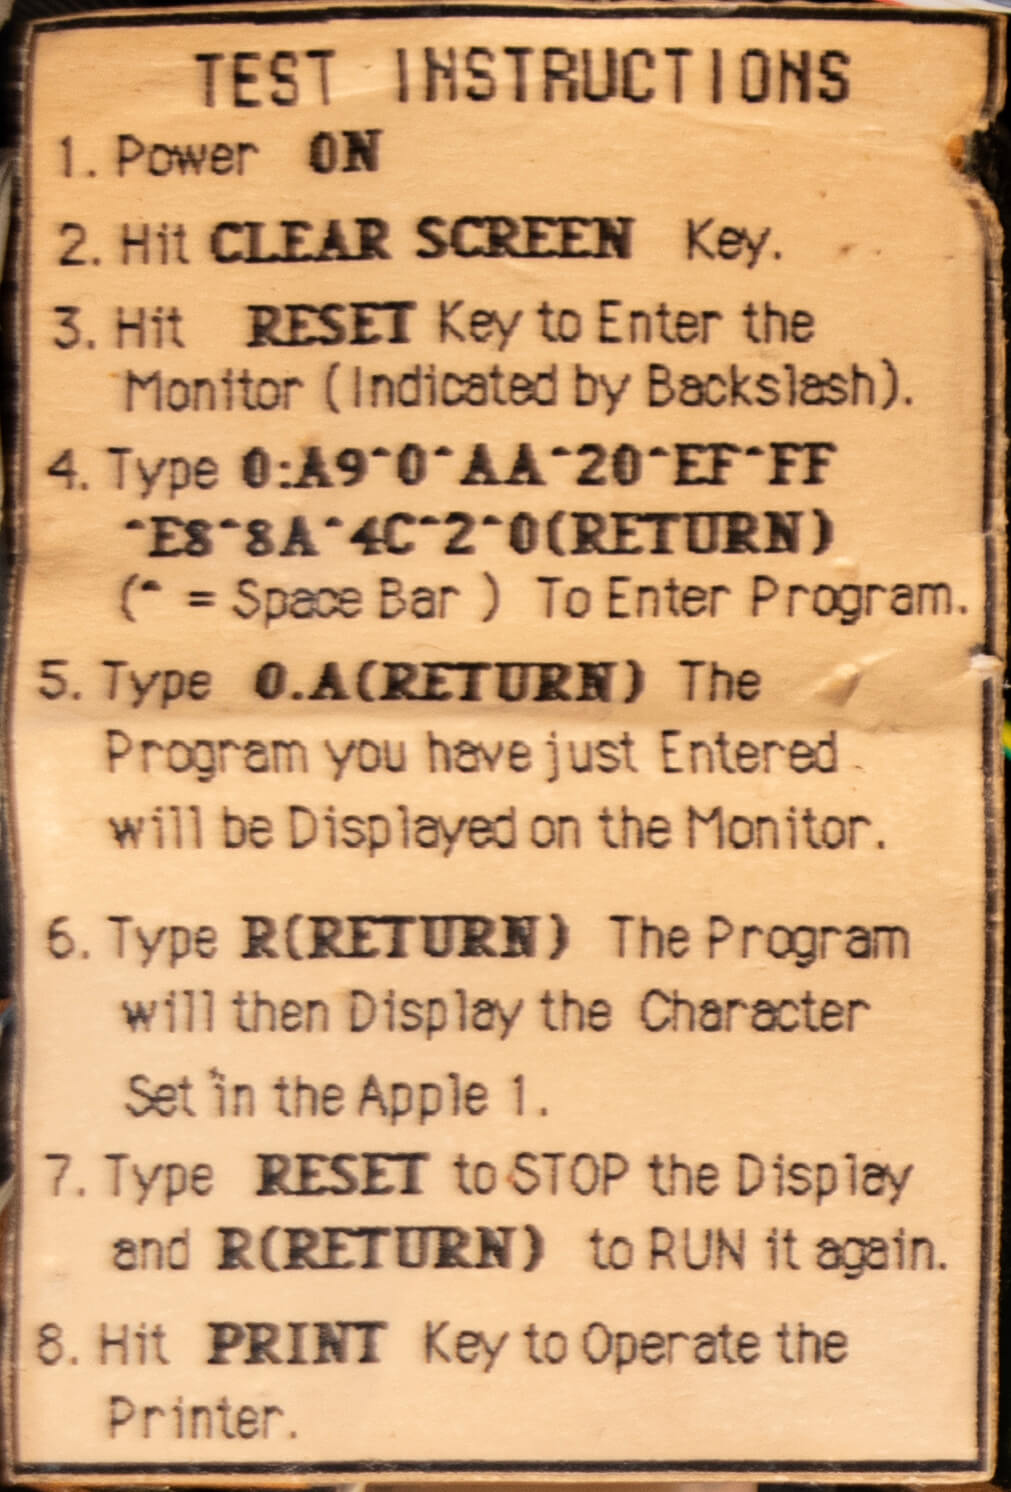 TEST INSTRUCTIONS
1. Power ON
2. Hit CLEAR SCREEN Key.
3. Hit RESET Key to Enter the
Monitor (Indicated by Backslash).
4. Type 0:A9^0^AA^20^EF^FF
^E8^8A^4C^2^0(RETURN)
(^ = Space Bar ) To Enter Program.
5. Type 0.A(RETURN) The
Program you have just Entered
will be Displayed on the Monitor.
6. Type R(RETURN) The Program
will then Display the Character
Set in the Apple 1.
7. Type RESET to STOP the Display
and R(RETURN) to RUN it again.
8. Hit PRINT Key to Operate the
Printer.